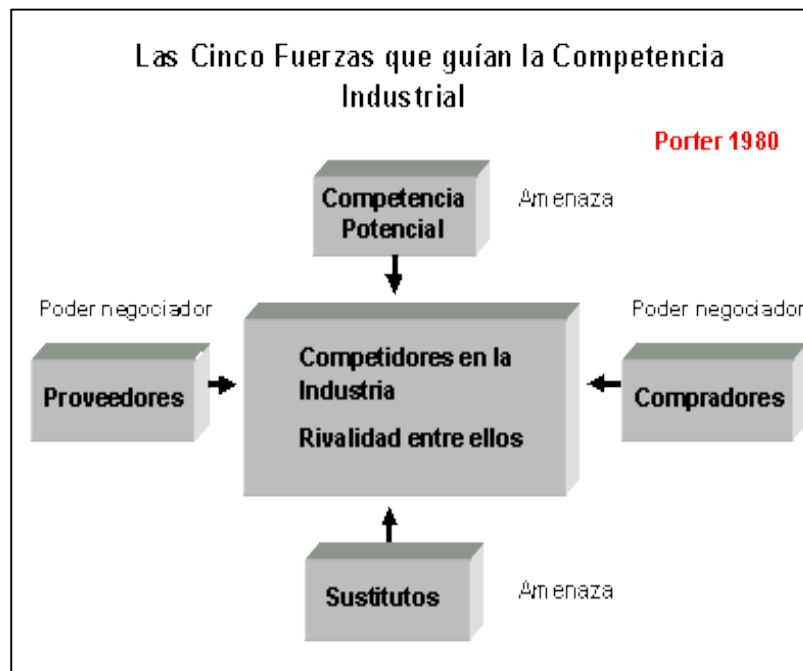 Las Cinco Fuerzas que guían la Competencia
Industrial
Porter 1980
Competencia
Potencial
Amenaza
Poder negociador
Poder negociador
Proveedores
Competidores en la
Industria
Rivalidad entre ellos
Compradores
Sustitutos
Amenaza